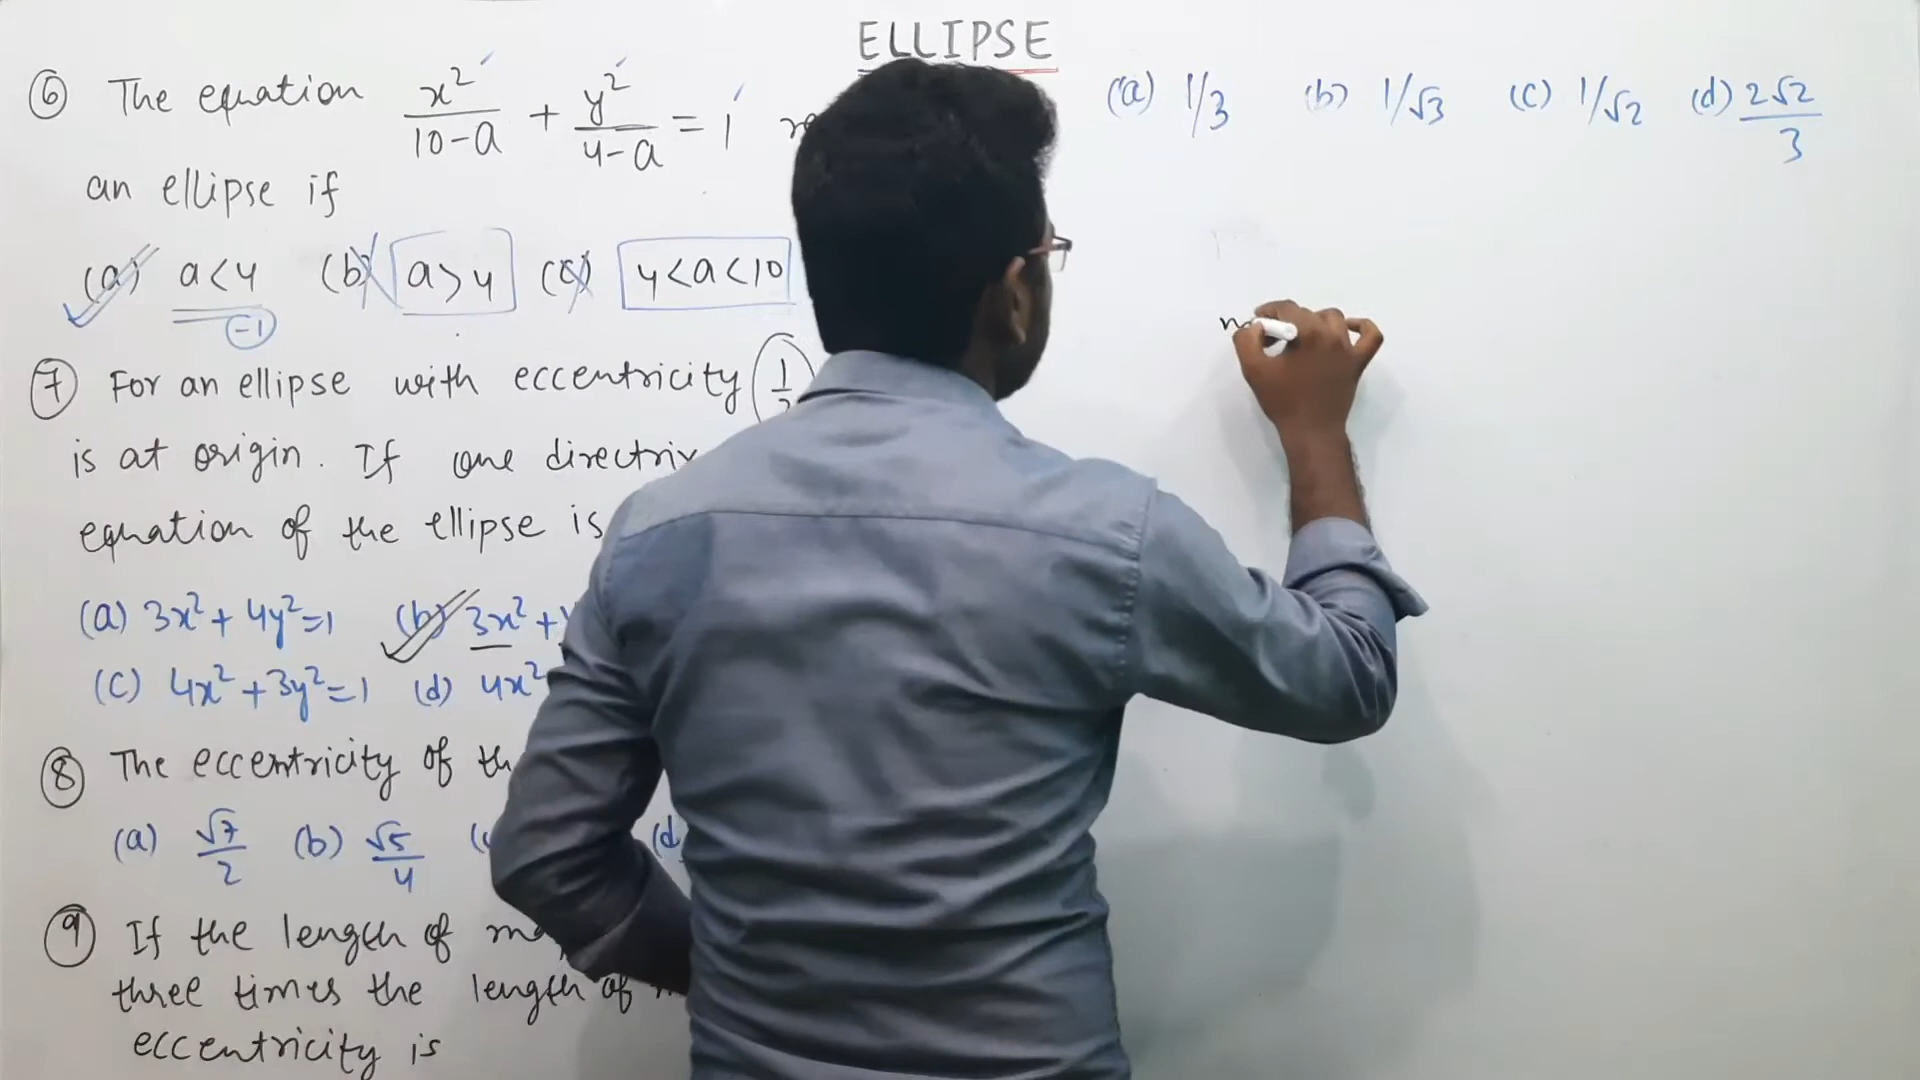 ELLIPSE
⑥ The equation x²/10-a + y²/4-a = 1
an ellipse if
(a) a<4 (b) a>4 (c) 4<a<10
-1
⑦ For an ellipse with eccentricity
is at origin. If one directrix
equation of the ellipse is
(a) 3x²+4y²=1 (b) 3x²+
(c) 4x²+3y²=1 (d) 4x²
⑧ The eccentricity of
(a) √7/2 (b) √5/4 (d
⑨ If the length of
three times the length of
eccentricity is
(a) 1/3 (b) 1/√3 (c) 1/√2 (d) 2√2/3